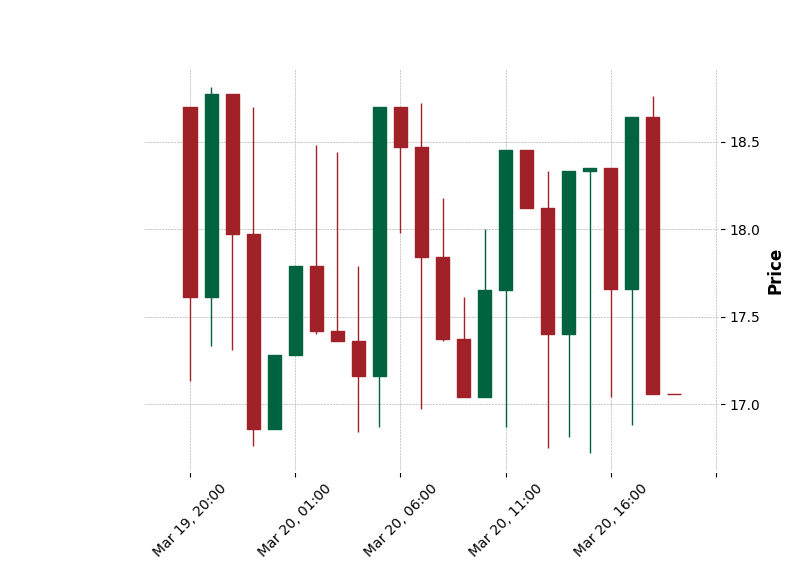 18.5
18.0
17.5
17.0
Price
Mar 19, 20:00
Mar 20, 01:00
Mar 20, 06:00
Mar 20, 11:00
Mar 20, 16:00